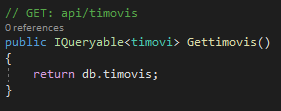 // GET: api/timovis
0 references
public IQueryable<timovi> Gettimovis()
{
return db.timovis;
}